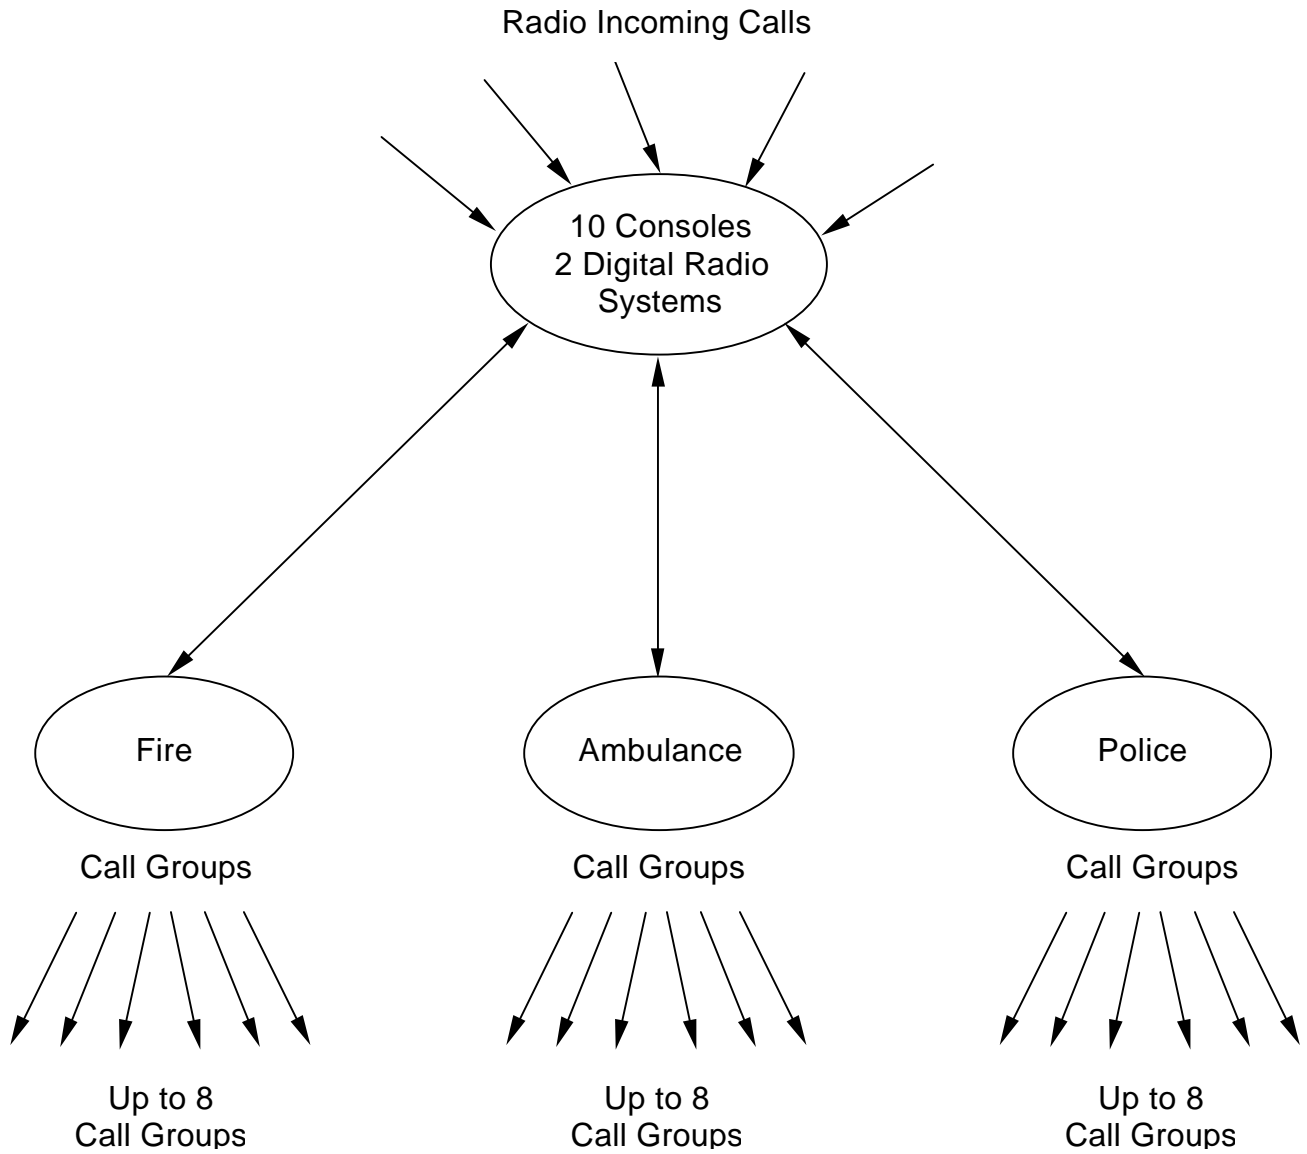 Radio Incoming Calls
10 Consoles
2 Digital Radio
Systems
Fire
Ambulance
Police
Call Groups
Call Groups
Call Groups
Up to 8
Call Groups
Up to 8
Call Groups
Up to 8
Call Groups